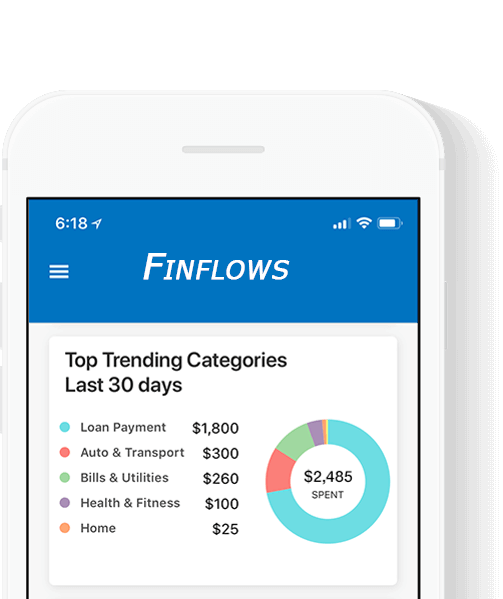 6:18
FINFLOWS
Top Trending Categories
Last 30 days
Loan Payment $1,800
Auto & Transport $300
Bills & Utilities $260
Health & Fitness $100
Home $25
$2,485
SPENT